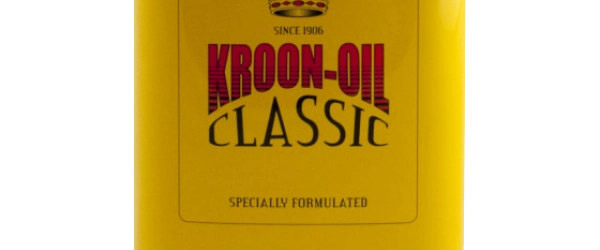 SINCE 1906
KROON-OIL
CLASSIC
SPECIALLY FORMULATED